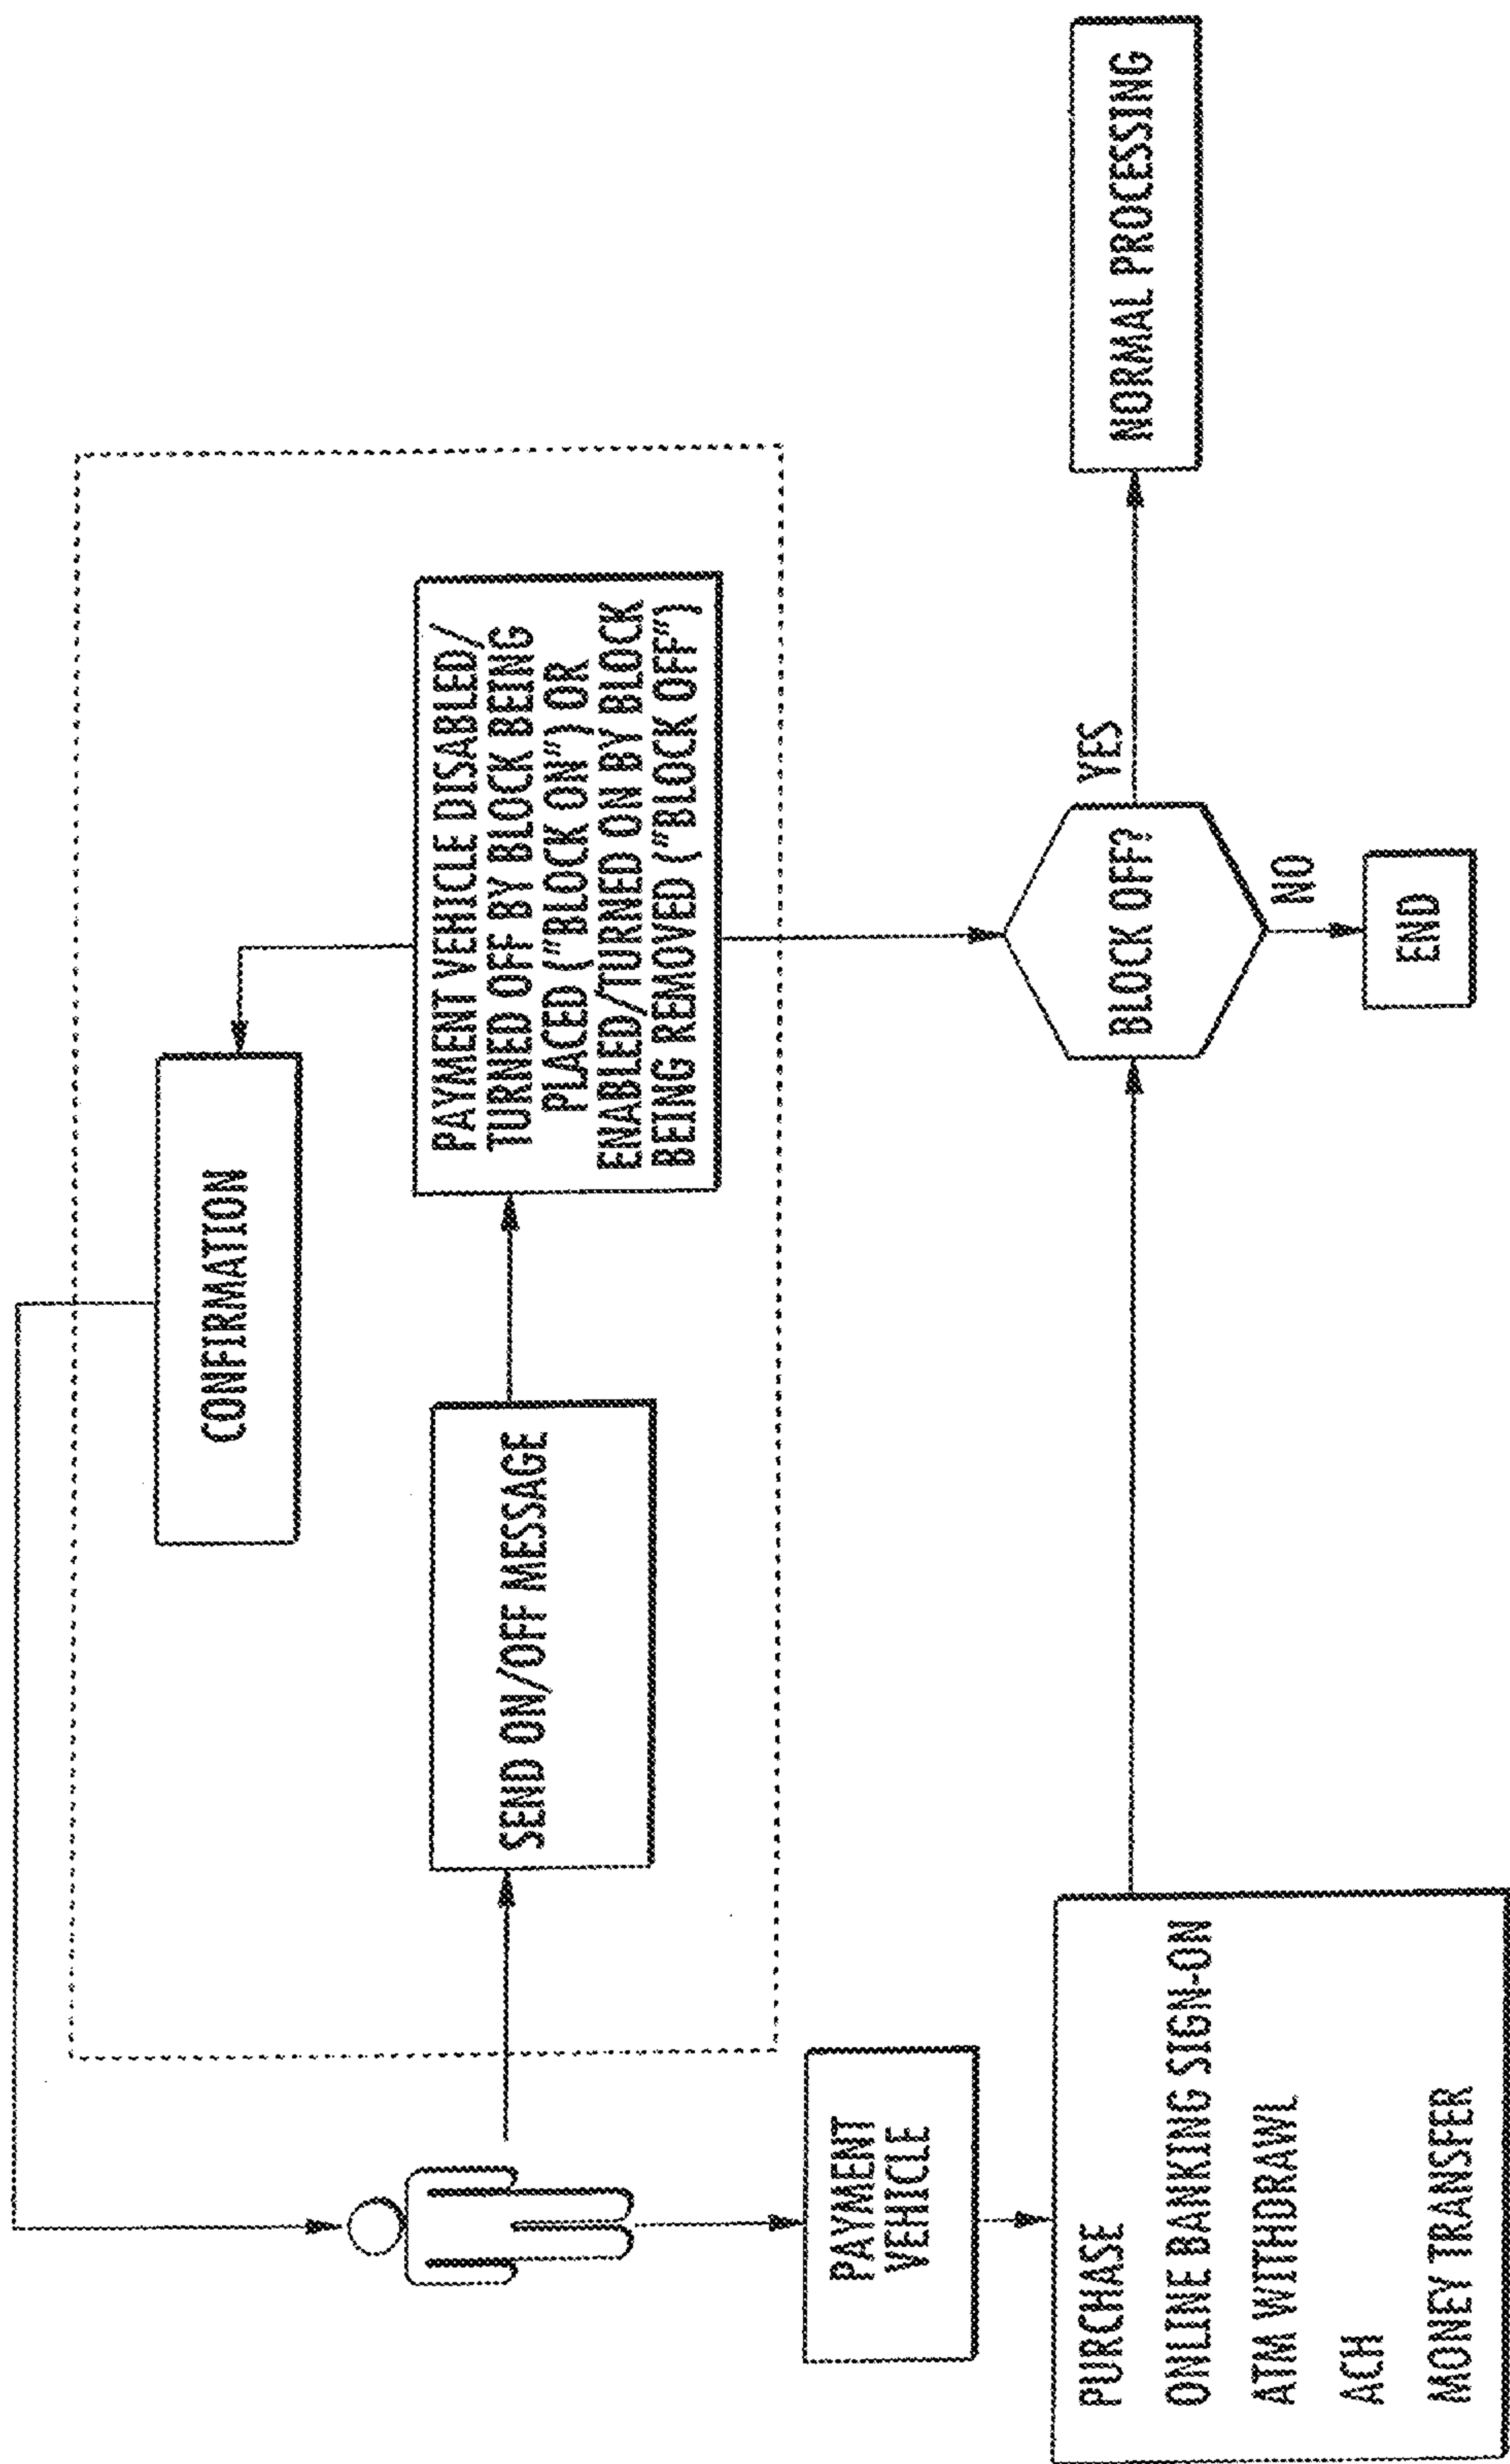 CONFIRMATION
SEND ON/OFF MESSAGE
PAYMENT VEHICLE DISABLED/
TURNED OFF BY BLOCK BEING
PLACED ("BLOCK ON") OR
ENABLED/TURNED ON BY BLOCK
BEING REMOVED ("BLOCK OFF")
PAYMENT
VEHICLE
PURCHASE
ONLINE BANKING SIGN-ON
ATM WITHDRAWL
ACH
MONEY TRANSFER
BLOCK OFF?
YES
NORMAL PROCESSING
NO
END